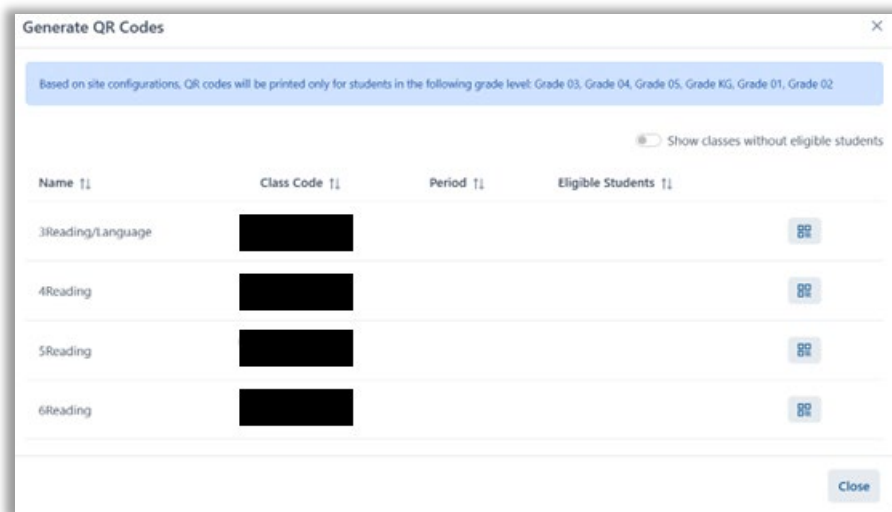 Generate QR Codes
Based on site configurations, QR codes will be printed only for students in the following grade level: Grade 03, Grade 04, Grade 05, Grade KG, Grade 01, Grade 02
Show classes without eligible students
Name Class Code Period Eligible Students
3Reading/Language
4Reading
5Reading
6Reading
Close